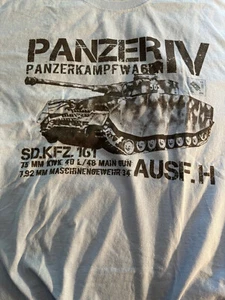 PANZER IV
PANZERKAMPFWAGEN
SD.KFZ. 161
75 MM KWK 40 L/48 MAIN GUN
7,92 MM MASCHINENGEWEHR 34
AUSF.H